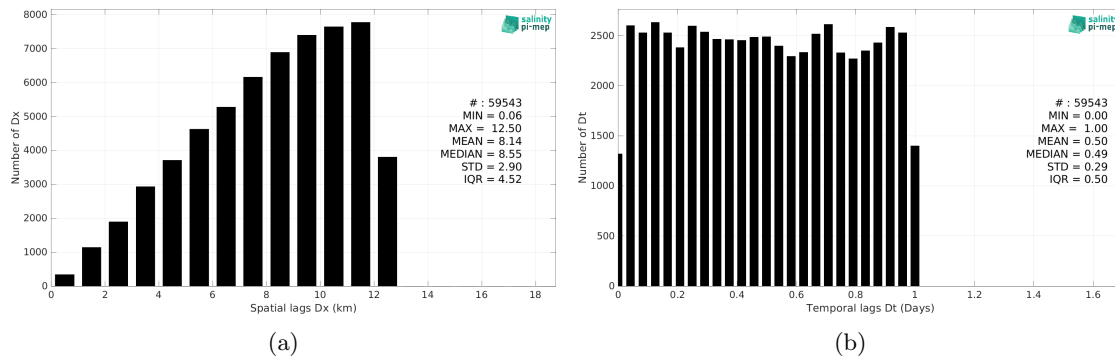 8000
7000
6000
5000
4000
3000
2000
1000
0
Number of Dx
0 2 4 6 8 10 12 14 16 18
Spatial lags Dx (km)
salinity
pi-mep
# : 59543
MIN = 0.06
MAX = 12.50
MEAN = 8.14
MEDIAN = 8.55
STD = 2.90
IQR = 4.52
(a)
2500
2000
1500
1000
500
0
Number of Dt
0 0.2 0.4 0.6 0.8 1 1.2 1.4 1.6
Temporal lags Dt (Days)
salinity
pi-mep
# : 59543
MIN = 0.00
MAX = 1.00
MEAN = 0.50
MEDIAN = 0.49
STD = 0.29
IQR = 0.50
(b)